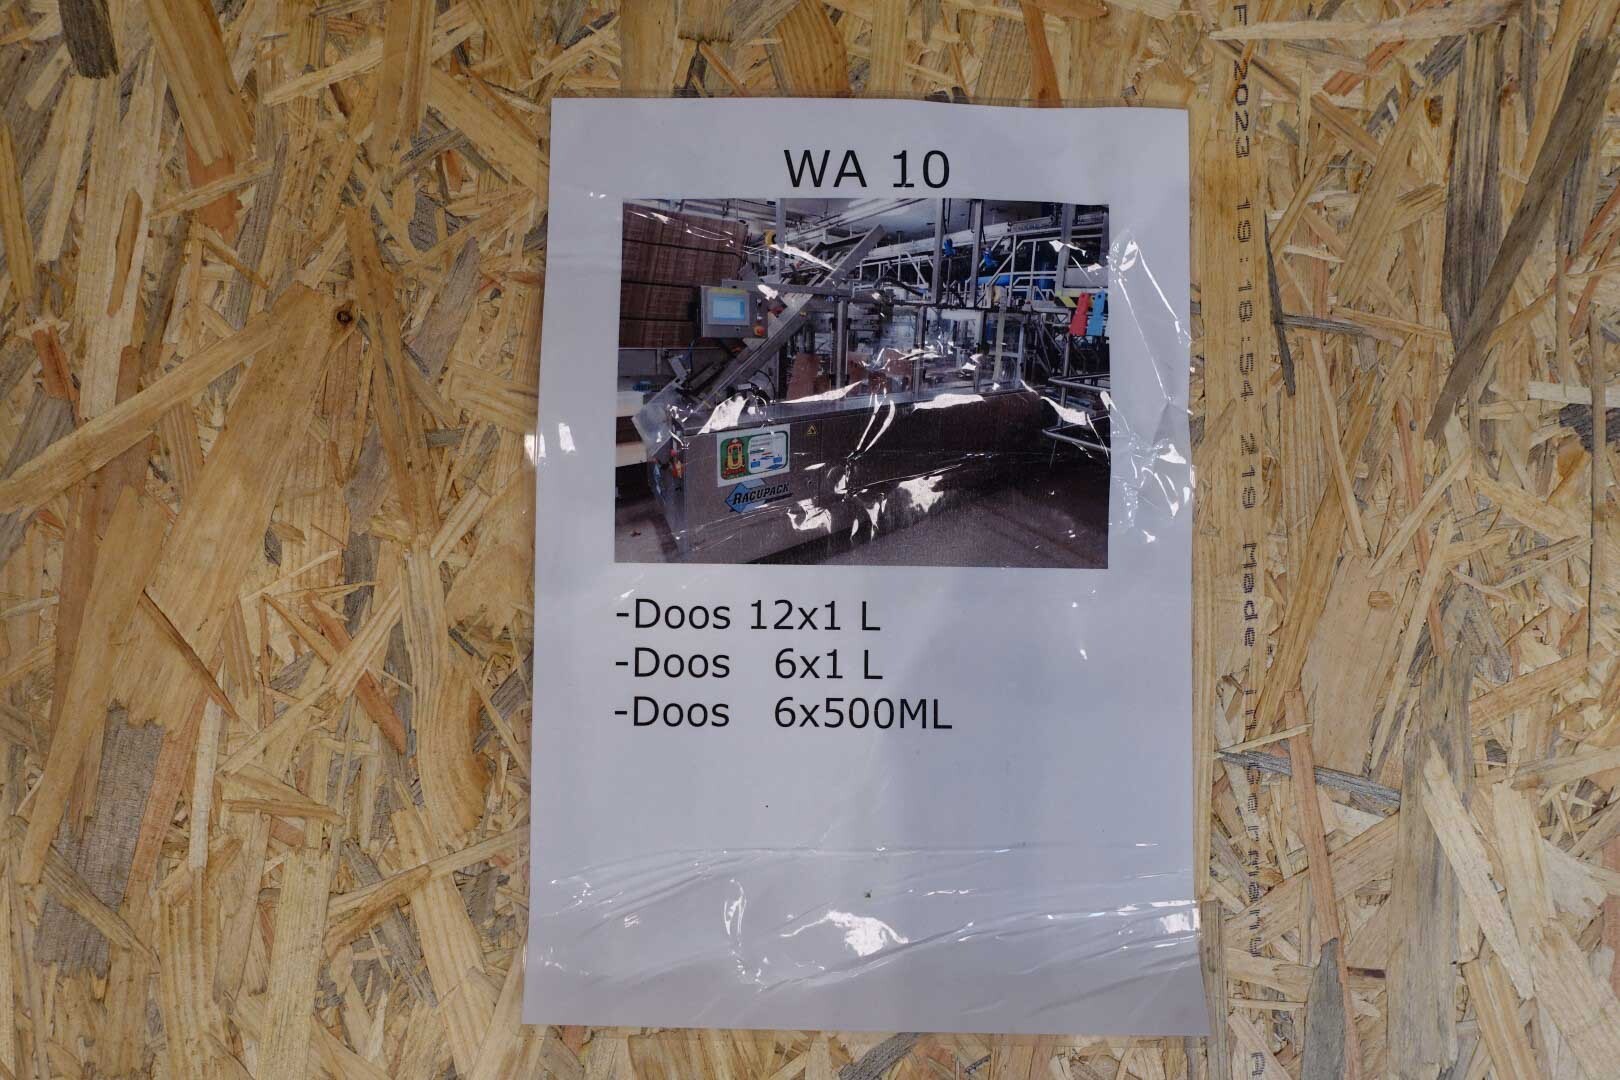 WA 10
RACUPACK
-Doos 12x1 L
-Doos 6x1 L
-Doos 6x500ML
2023 19:18:54 219 Made in Germany